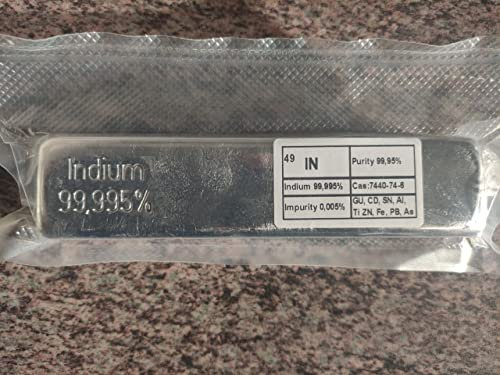 Indium
99,995%
49 IN
Purity 99,95%
Indium 99,995%
Cas:7440-74-6
Impurity 0,005%
GU, CD, SN, Al,
Ti ZN, Fe, PB, As